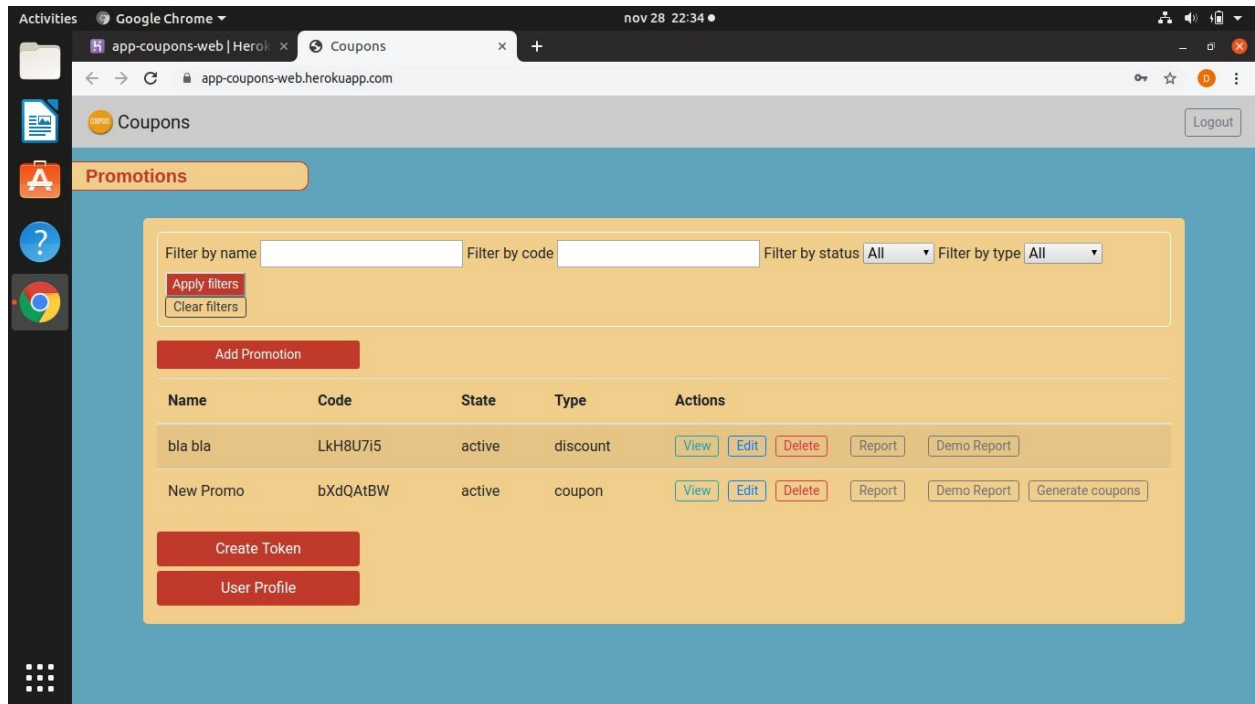 Activities Google Chrome nov 28 22:34
app-coupons-web | Herok Coupons
app-coupons-web.herokuapp.com D
COUPONS Coupons Logout
Promotions
Filter by name Filter by code Filter by status All Filter by type All
Apply filters
Clear filters
Add Promotion
Name Code State Type Actions
bla bla LkH8U7i5 active discount View Edit Delete Report Demo Report
New Promo bXdQAtBW active coupon View Edit Delete Report Demo Report Generate coupons
Create Token
User Profile